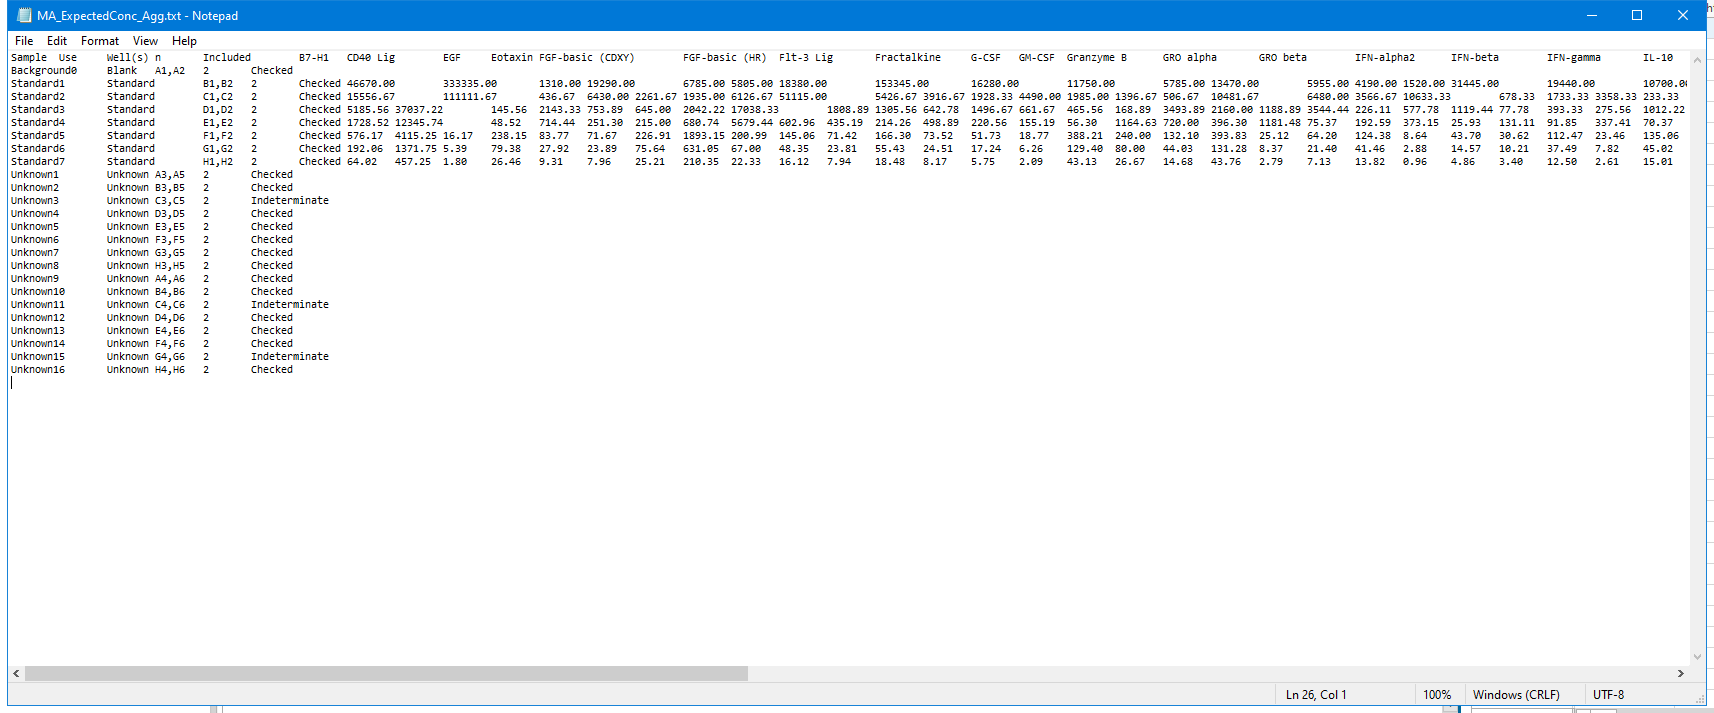 MA_ExpectedConc_Agg.txt - Notepad
File Edit Format View Help
Sample Use Well(s) n Included B7-H1 CD40 Lig EGF Eotaxin FGF-basic (CDXY) FGF-basic (HR) Flt-3 Lig Fractalkine G-CSF GM-CSF Granzyme B GRO alpha GRO beta IFN-alpha2 IFN-beta IFN-gamma IL-10
Background0 Blank A1,A2 2 Checked
Standard1 Standard B1,B2 2 Checked 46670.00 333335.00 1310.00 19290.00 6785.00 5805.00 18380.00 153345.00 16280.00 11750.00 5785.00 13470.00 5955.00 4190.00 1520.00 31445.00 19440.00 10700.0
Standard2 Standard C1,C2 2 Checked 15556.67 111111.67 436.67 6430.00 2261.67 1935.00 6126.67 51115.00 5426.67 3916.67 1928.33 4490.00 1985.00 1396.67 506.67 10481.67 6480.00 3566.67 10633.33 678.33 1733.33 3358.33 233.33
Standard3 Standard D1,D2 2 Checked 5185.56 37037.22 145.56 2143.33 753.89 645.00 2042.22 17038.33 1808.89 1305.56 642.78 1496.67 661.67 465.56 168.89 3493.89 2160.00 1188.89 3544.44 226.11 577.78 1119.44 77.78 393.33 275.56 1012.22
Standard4 Standard E1,E2 2 Checked 1728.52 12345.74 48.52 714.44 251.30 215.00 680.74 5679.44 602.96 435.19 214.26 498.89 220.56 155.19 56.30 1164.63 720.00 396.30 1181.48 75.37 192.59 373.15 25.93 131.11 91.85 337.41 70.37
Standard5 Standard F1,F2 2 Checked 576.17 4115.25 16.17 238.15 83.77 71.67 226.91 1893.15 200.99 145.06 71.42 166.30 73.52 51.73 18.77 388.21 240.00 132.10 393.83 25.12 64.20 124.38 8.64 43.70 30.62 112.47 23.46 135.06
Standard6 Standard G1,G2 2 Checked 192.06 1371.75 5.39 79.38 27.92 23.89 75.64 631.05 67.00 48.35 23.81 55.43 24.51 17.24 6.26 129.40 80.00 44.03 131.28 8.37 21.40 41.46 2.88 14.57 10.21 37.49 7.82 45.02
Standard7 Standard H1,H2 2 Checked 64.02 457.25 1.80 26.46 9.31 7.96 25.21 210.35 22.33 16.12 7.94 18.48 8.17 5.75 2.09 43.13 26.67 14.68 43.76 2.79 7.13 13.82 0.96 4.86 3.40 12.50 2.61 15.01
Unknown1 Unknown A3,A5 2 Checked
Unknown2 Unknown B3,B5 2 Checked
Unknown3 Unknown C3,C5 2 Indeterminate
Unknown4 Unknown D3,D5 2 Checked
Unknown5 Unknown E3,E5 2 Checked
Unknown6 Unknown F3,F5 2 Checked
Unknown7 Unknown G3,G5 2 Checked
Unknown8 Unknown H3,H5 2 Checked
Unknown9 Unknown A4,A6 2 Checked
Unknown10 Unknown B4,B6 2 Checked
Unknown11 Unknown C4,C6 2 Indeterminate
Unknown12 Unknown D4,D6 2 Checked
Unknown13 Unknown E4,E6 2 Checked
Unknown14 Unknown F4,F6 2 Checked
Unknown15 Unknown G4,G6 2 Indeterminate
Unknown16 Unknown H4,H6 2 Checked
Ln 26, Col 1 100% Windows (CRLF) UTF-8